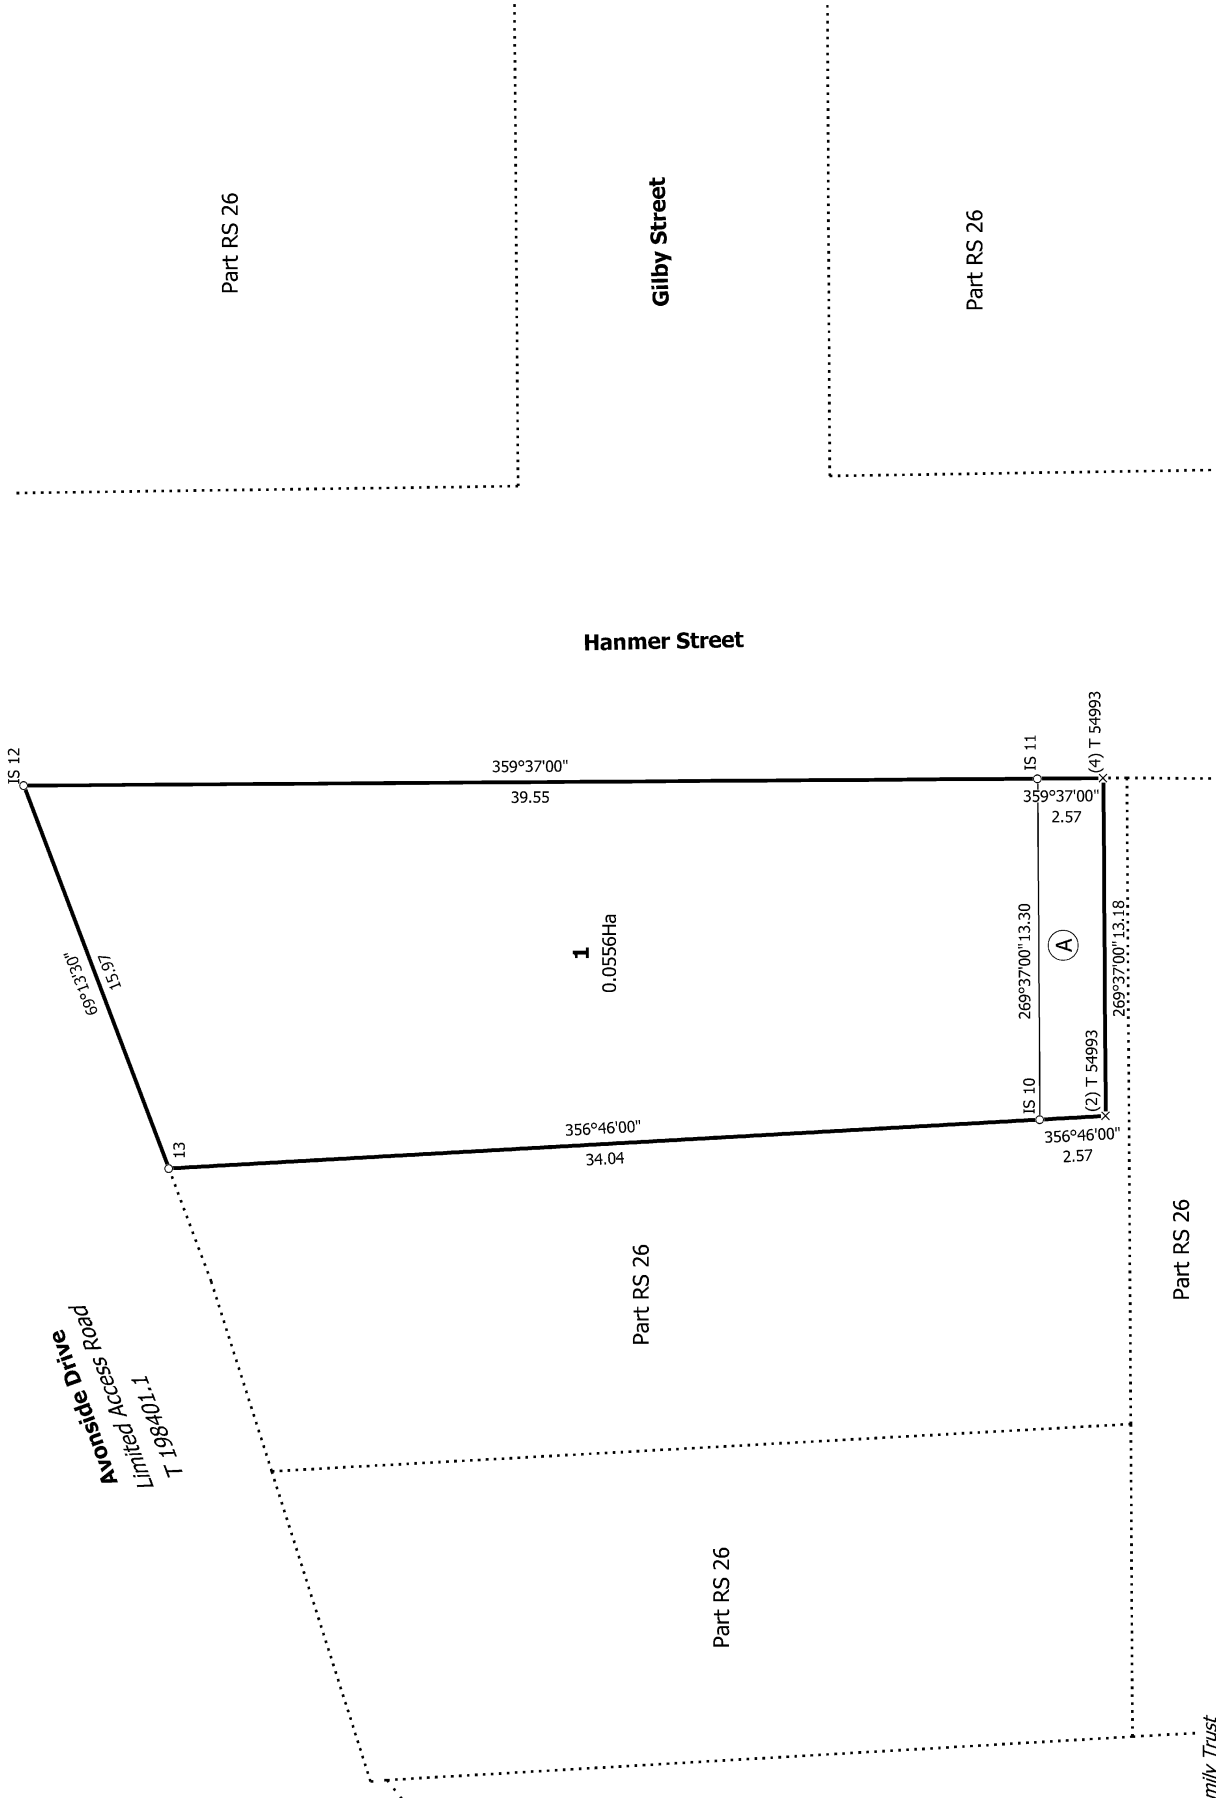 Part RS 26
Gilby Street
Part RS 26
Hanmer Street
IS 12
359°37'00"
39.55
IS 11
(4) T 54993
359°37'00"
2.57
69°13'30"
15.97
1
0.0556Ha
269°37'00" 13.30
A
269°37'00" 13.18
13
356°46'00"
34.04
IS 10
(2) T 54993
356°46'00"
2.57
Part RS 26
Part RS 26
Avonside Drive
Limited Access Road
T 198401.1
Part RS 26
mily Trust